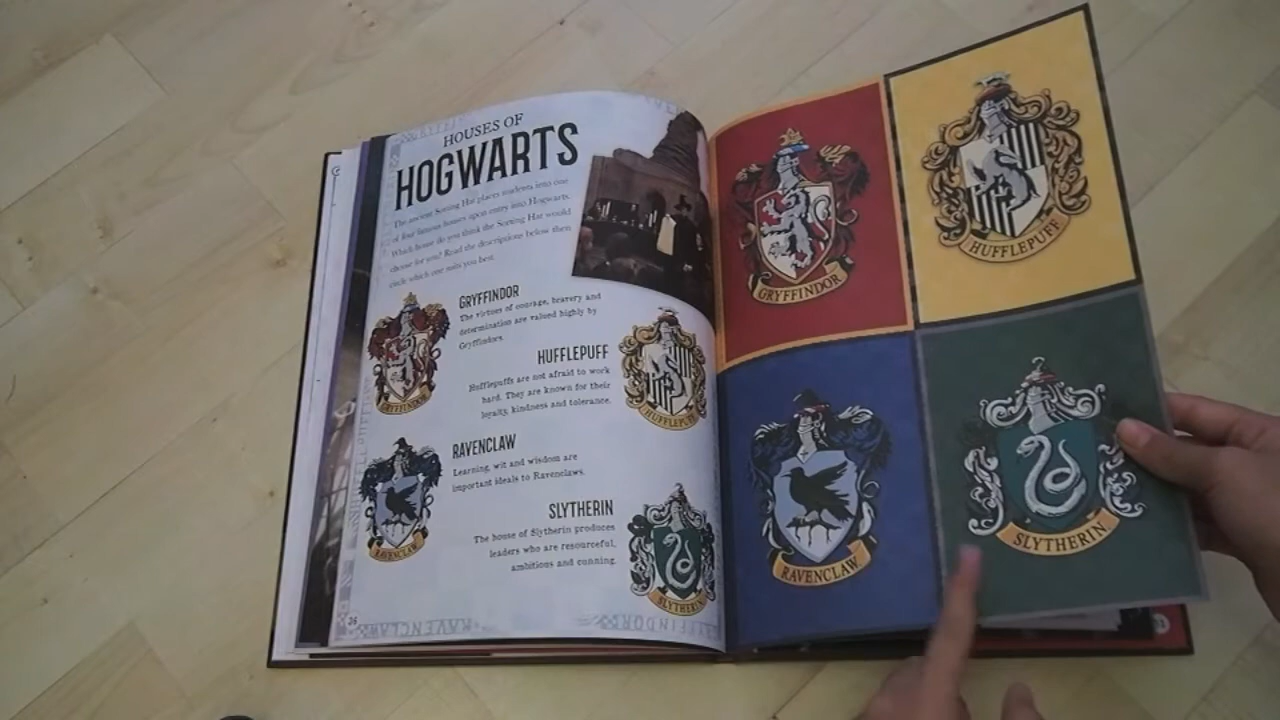 HOUSES OF
HOGWARTS
The ancient Sorting Hat places students into one
of four famous houses upon entry into Hogwarts.
Which house do you think the Sorting Hat would
choose for you? Read the descriptions below then
circle which one suits you best.
GRYFFINDOR
The virtues of courage, bravery and
determination are valued highly by
Gryffindors.
GRYFFINDOR
HUFFLEPUFF
Hufflepuffs are not afraid to work
hard. They are known for their
loyalty, kindness and tolerance.
HUFFLEPUFF
RAVENCLAW
Learning, wit and wisdom are
important ideals to Ravenclaws.
RAVENCLAW
SLYTHERIN
The house of Slytherin produces
leaders who are resourceful,
ambitious and cunning.
SLYTHERIN
36
RAVENCLAW
GRYFFINDOR
HUFFLEPUFF
RAVENCLAW
SLYTHERIN